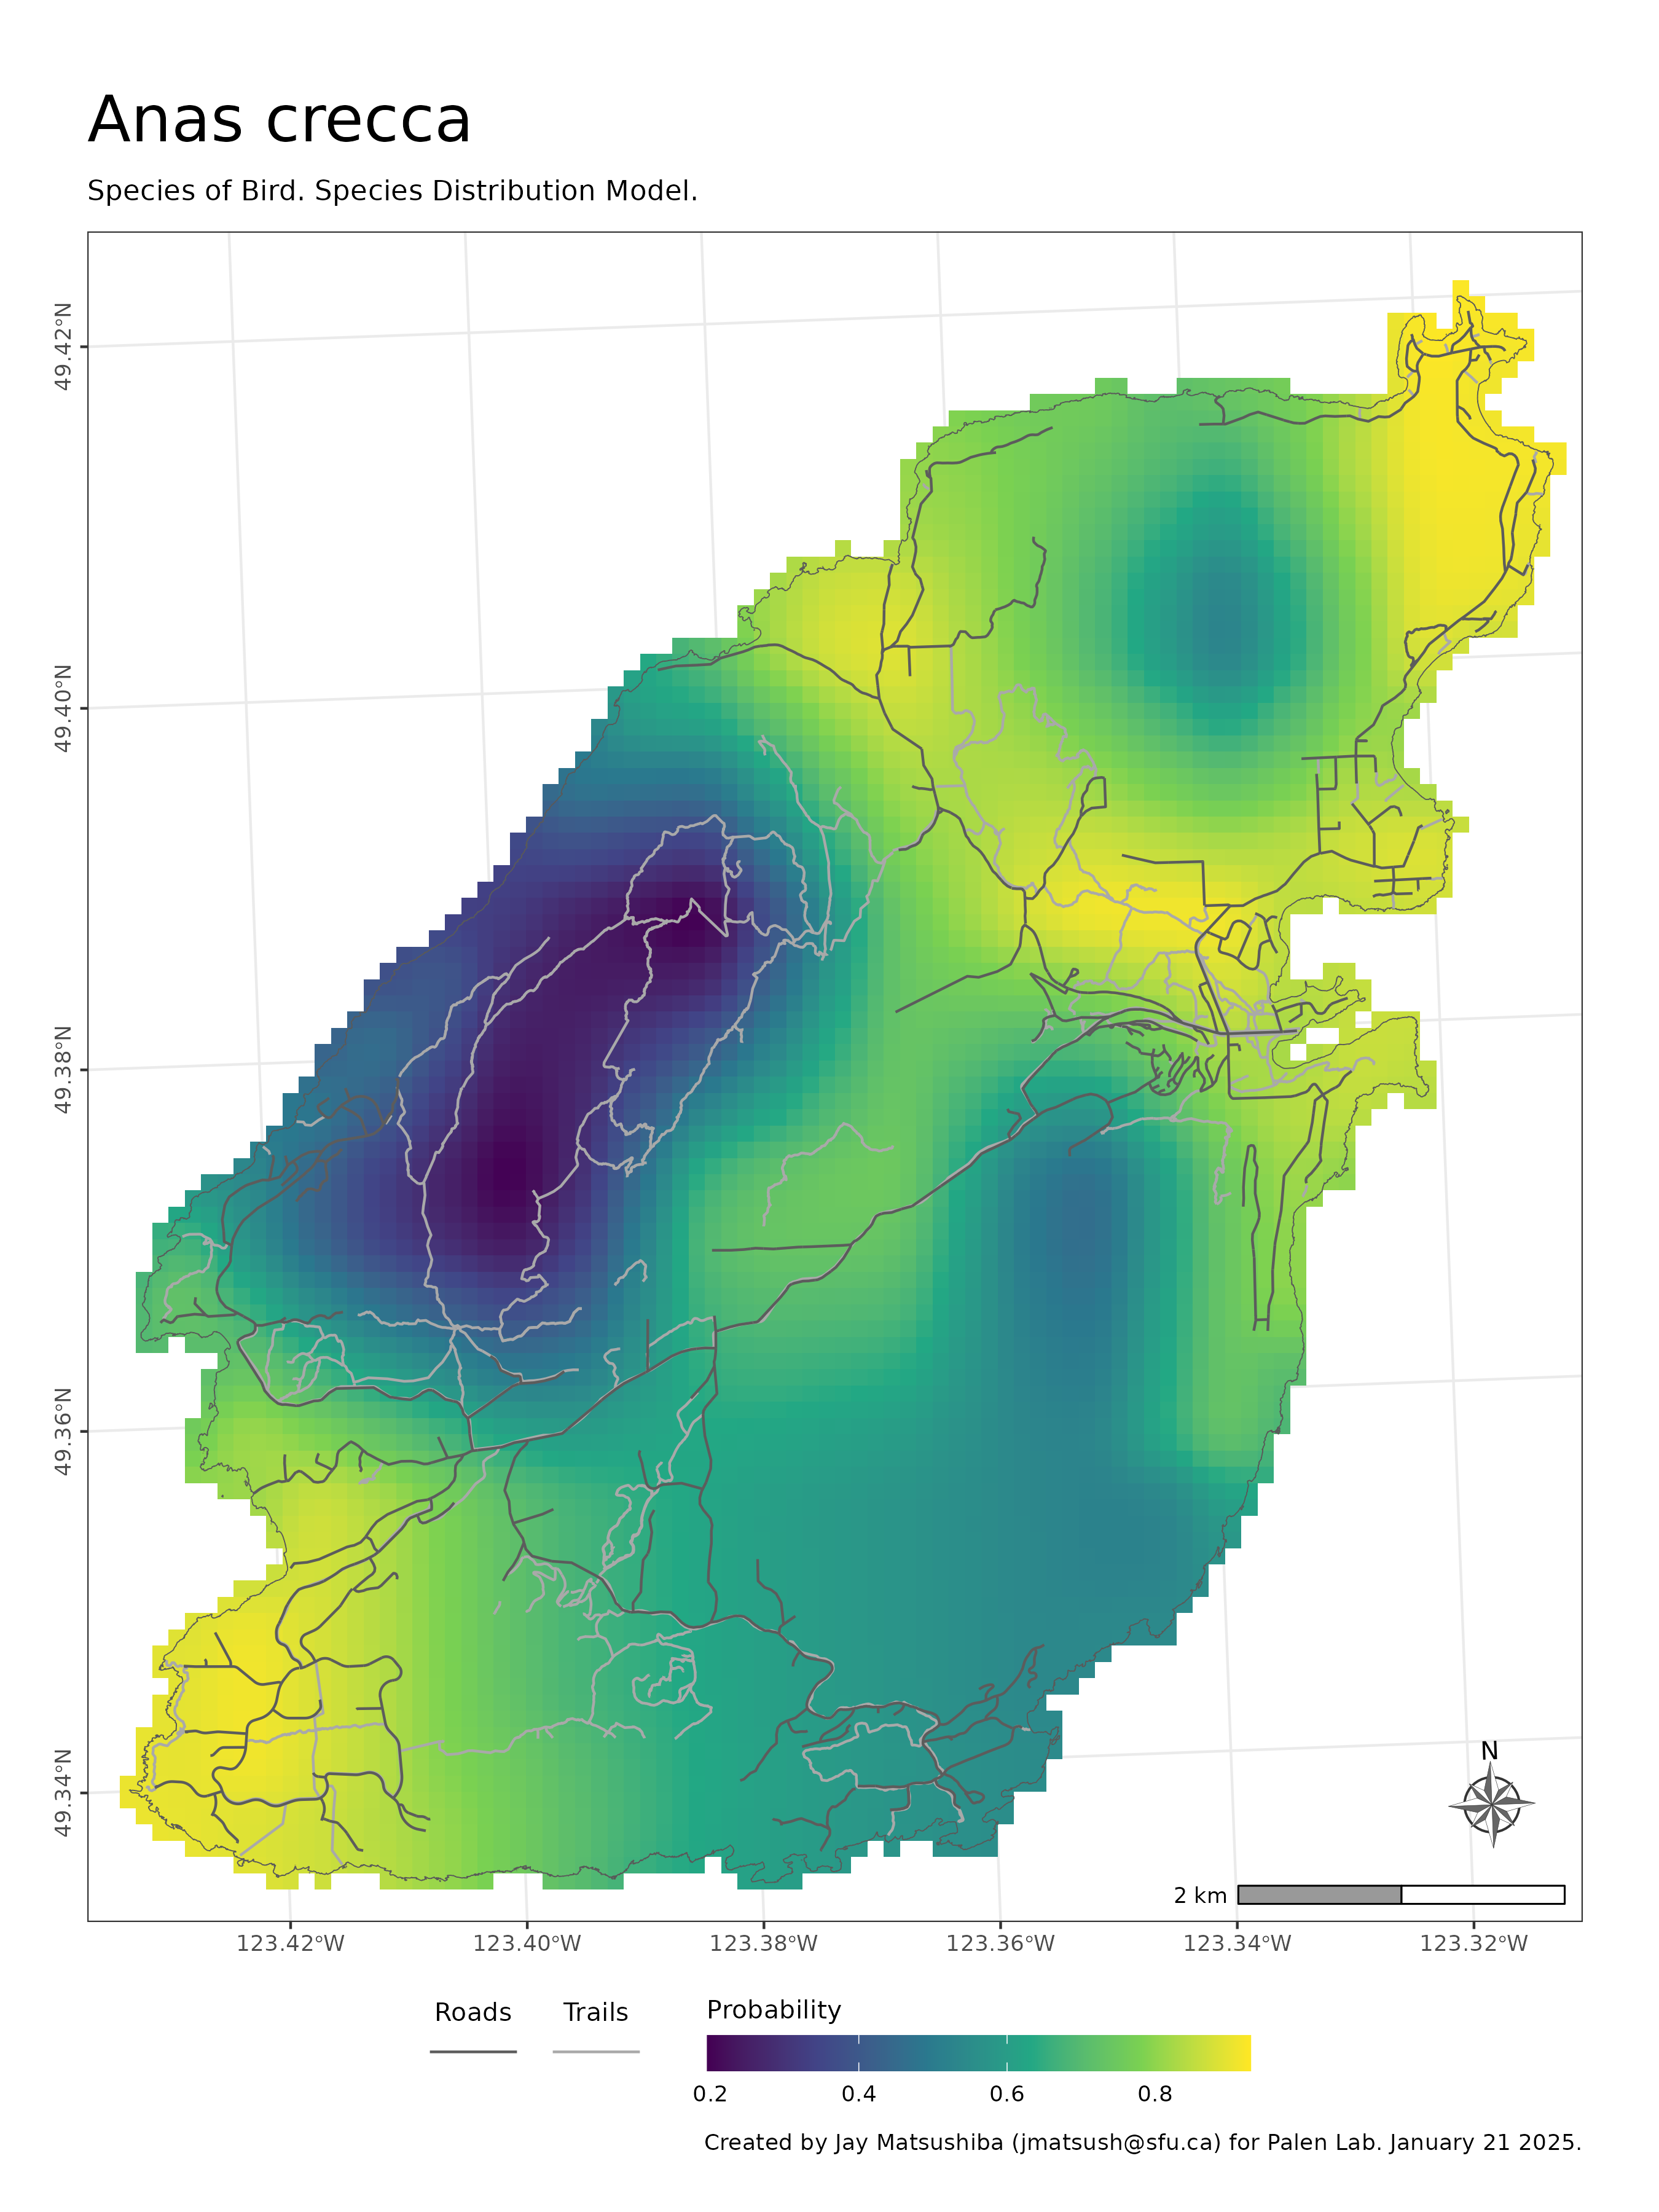 Anas crecca
Species of Bird. Species Distribution Model.
49.42°N
49.40°N
49.38°N
49.36°N
49.34°N
N
2 km
123.42°W 123.40°W 123.38°W 123.36°W 123.34°W 123.32°W
Roads Trails Probability
0.2 0.4 0.6 0.8
Created by Jay Matsushiba (jmatsush@sfu.ca) for Palen Lab. January 21 2025.